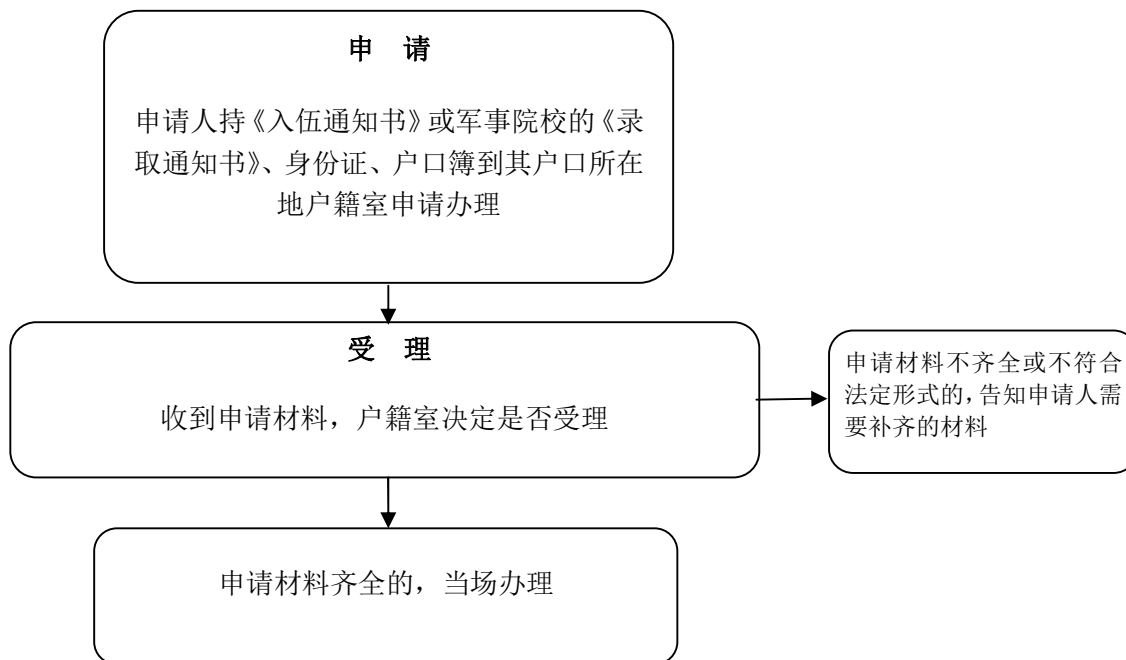 申 请
申请人持《入伍通知书》或军事院校的《录
取通知书》、身份证、户口簿到其户口所在
地户籍室申请办理
受 理
收到申请材料，户籍室决定是否受理
申请材料不齐全或不符合
法定形式的，告知申请人需
要补齐的材料
申请材料齐全的，当场办理